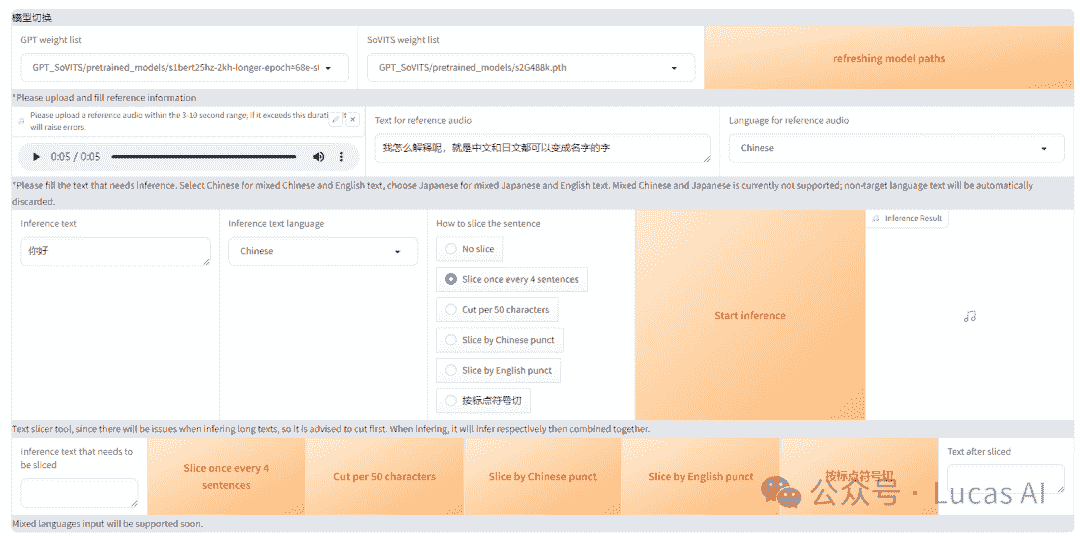 模型切换
GPT weight list
SoVITS weight list
GPT_SoVITS/pretrained_models/s1bert25hz-2kh-longer-epoch=68e-st
GPT_SoVITS/pretrained_models/s2G488k.pth
refreshing model paths
*Please upload and fill reference information
Please upload a reference audio within the 3-10 second range; if it exceeds this durati
will raise errors.
0:05 / 0:05
Text for reference audio
我怎么解释呢，就是中文和日文都可以变成名字的字
Language for reference audio
Chinese
*Please fill the text that needs inference. Select Chinese for mixed Chinese and English text, choose Japanese for mixed Japanese and English text. Mixed Chinese and Japanese is currently not supported; non-target language text will be automatically
discarded.
Inference text
你好
Inference text language
Chinese
How to slice the sentence
No slice
Slice once every 4 sentences
Cut per 50 characters
Slice by Chinese punct
Slice by English punct
按标点符号切
Start inference
Inference Result
Text slicer tool, since there will be issues when infering long texts, so it is advised to cut first. When infering, it will infer respectively then combined together.
Inference text that needs to
be sliced
Slice once every 4
sentences
Cut per 50 characters
Slice by Chinese punct
Slice by English punct
按标点符号切
Text after sliced
公众号 · Lucas AI
Mixed languages input will be supported soon.